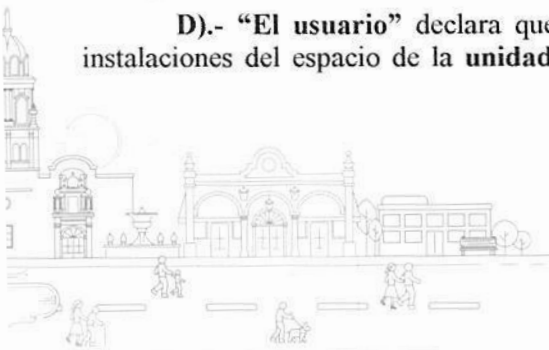 D).- “El usuario” declara que
instalaciones del espacio de la unidad